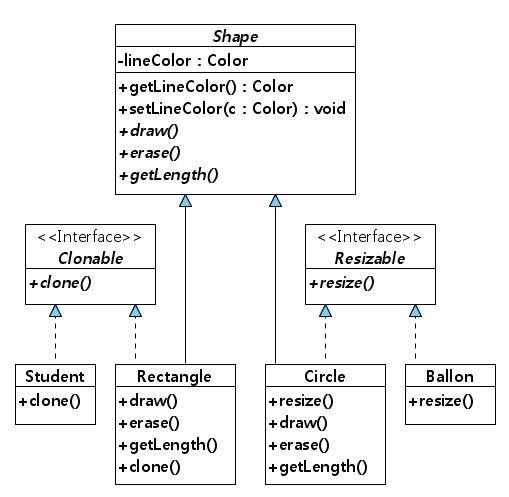 Shape
-lineColor : Color
+getLineColor() : Color
+setLineColor(c : Color) : void
+draw()
+erase()
+getLength()
<<Interface>>
Clonable
+clone()
<<Interface>>
Resizable
+resize()
Student
+clone()
Rectangle
+draw()
+erase()
+getLength()
+clone()
Circle
+resize()
+draw()
+erase()
+getLength()
Ballon
+resize()